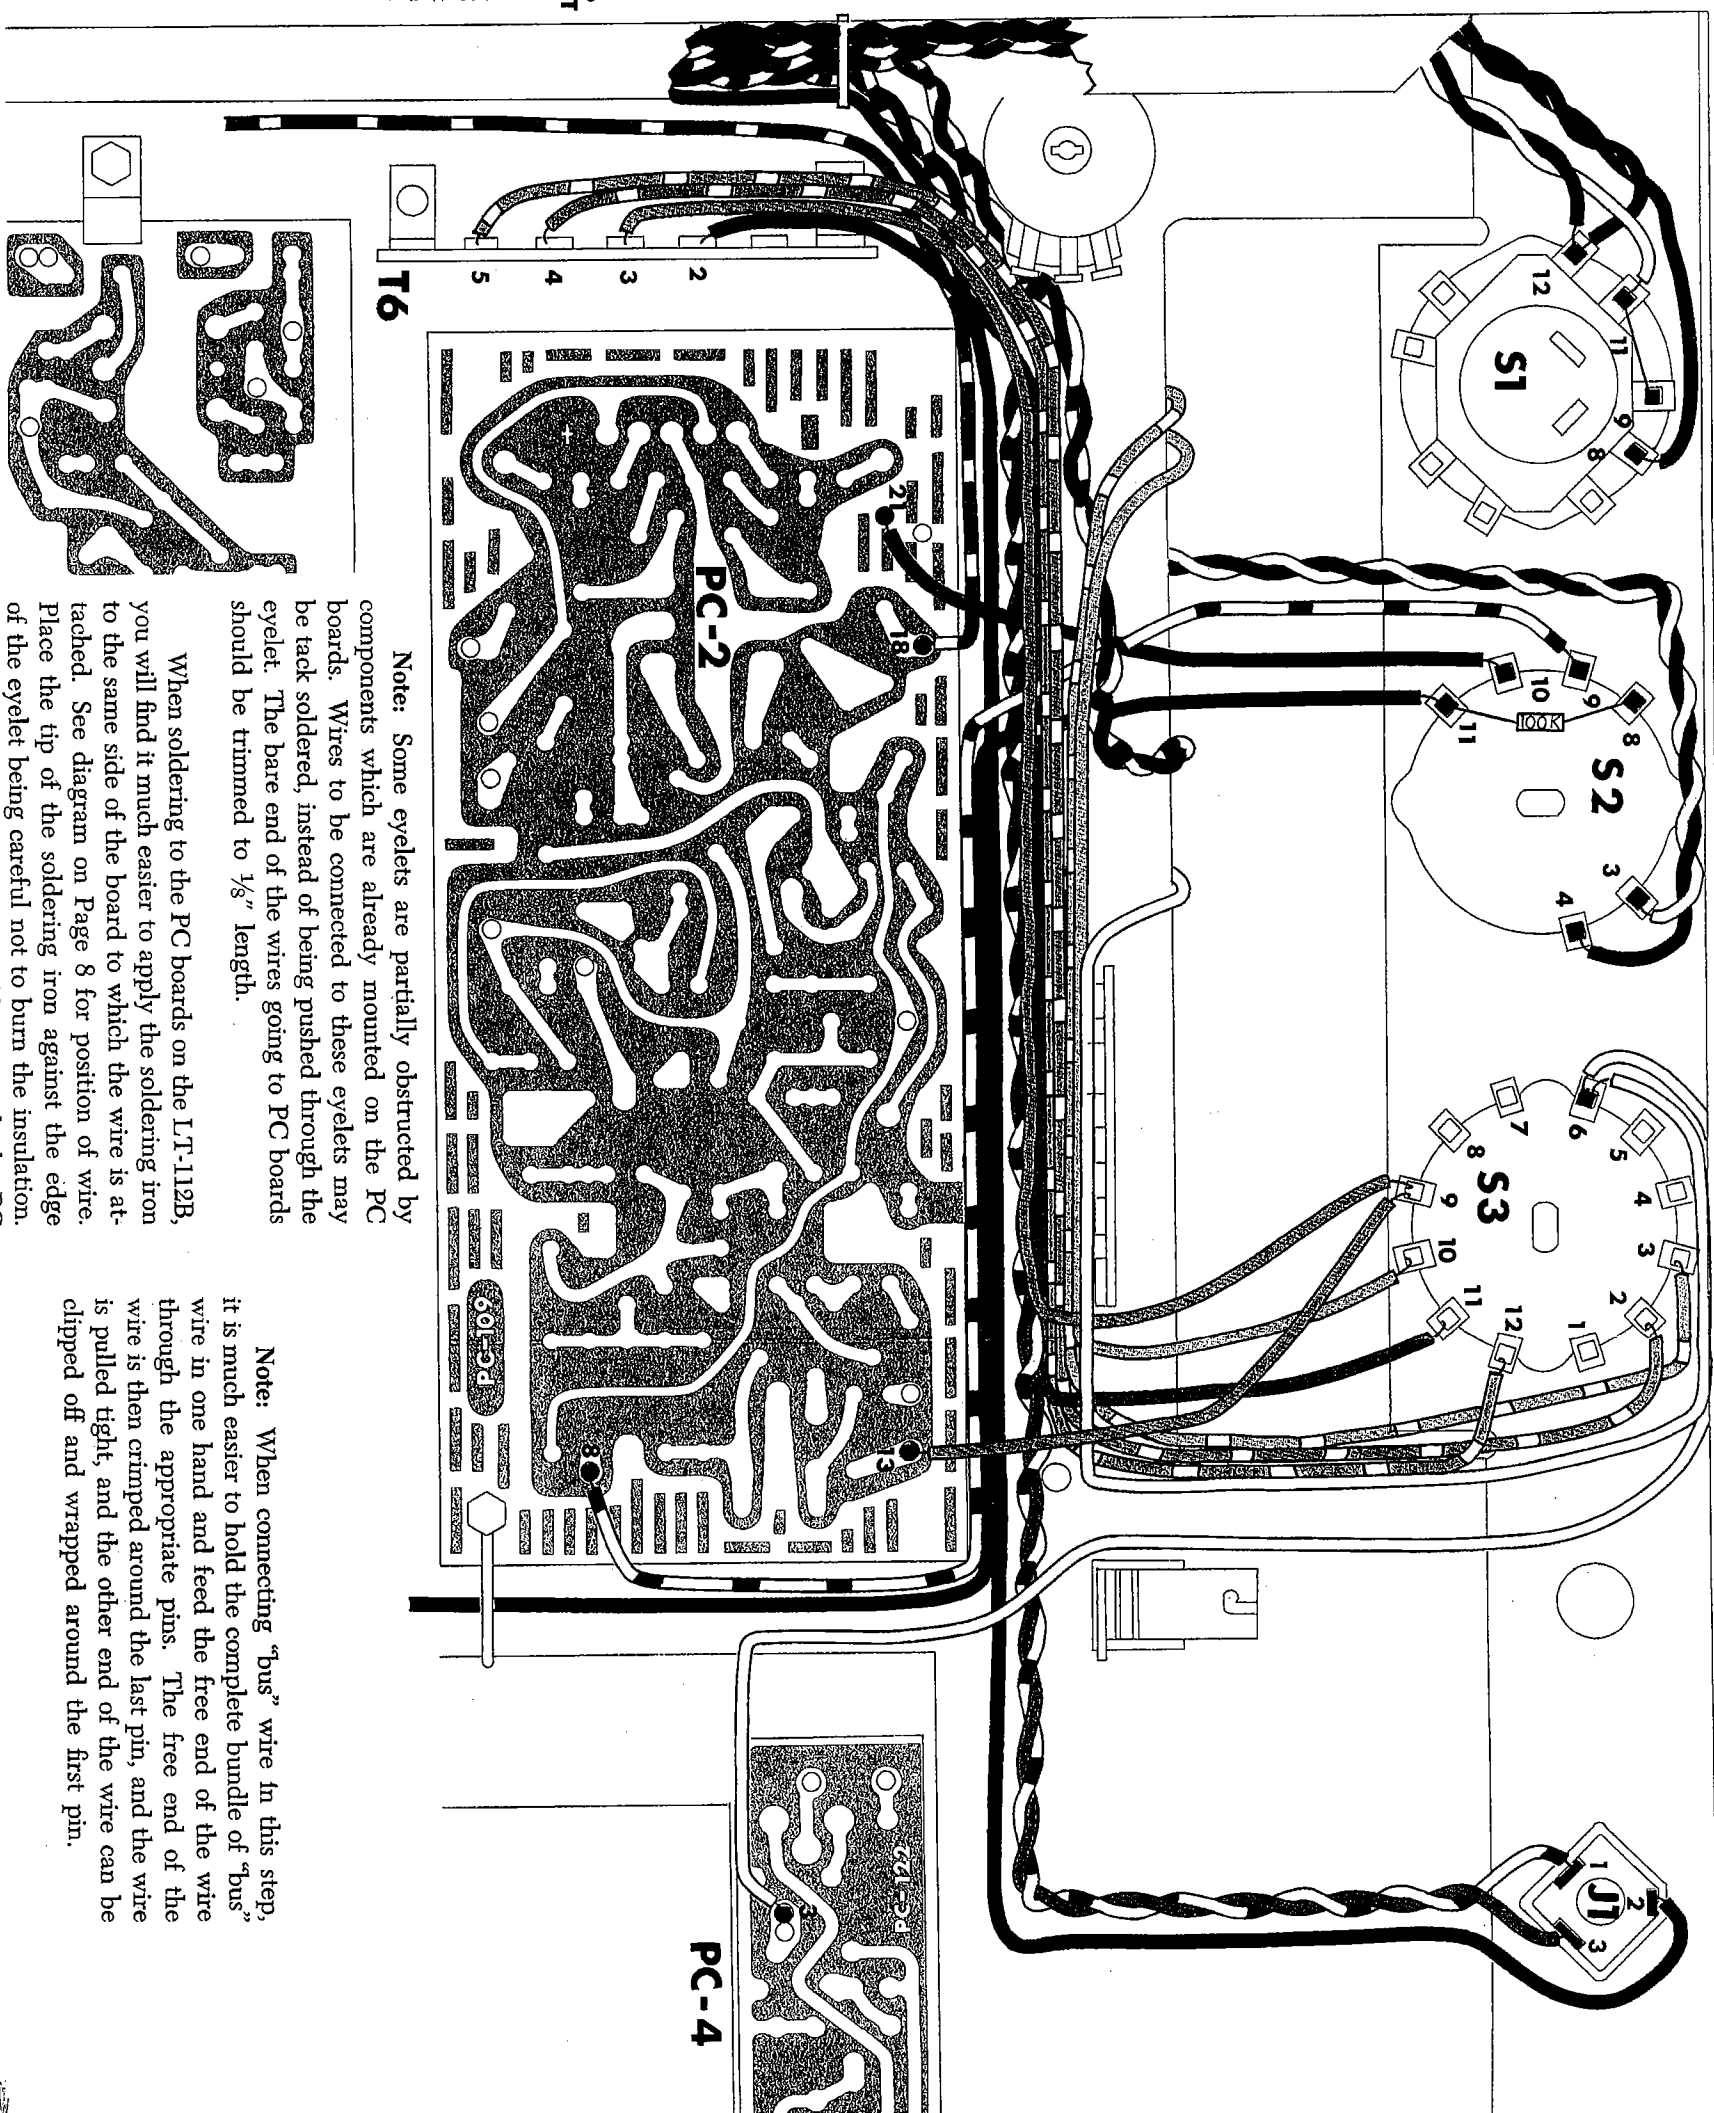 S1
12
11
9
8
S2
10
9
8
11
100K
3
4
S3
6
5
4
3
2
1
12
11
10
9
8
7
J1
1
2
3
T6
5
4
3
2
PC-2
21
18
13
8
PC-109
PC-4
3
Note: Some eyelets are partially obstructed by
components which are already mounted on the PC
boards. Wires to be connected to these eyelets may
be tack soldered, instead of being pushed through the
eyelet. The bare end of the wires going to PC boards
should be trimmed to ⅛” length.
When soldering to the PC boards on the LT-112B,
you will find it much easier to apply the soldering iron
to the same side of the board to which the wire is at-
tached. See diagram on Page 8 for position of wire.
Place the tip of the soldering iron against the edge
of the eyelet being careful not to burn the insulation.
Note: When connecting “bus” wire in this step,
it is much easier to hold the complete bundle of “bus”
wire in one hand and feed the free end of the wire
through the appropriate pins. The free end of the
wire is then crimped around the last pin, and the wire
is pulled tight, and the other end of the wire can be
clipped off and wrapped around the first pin.